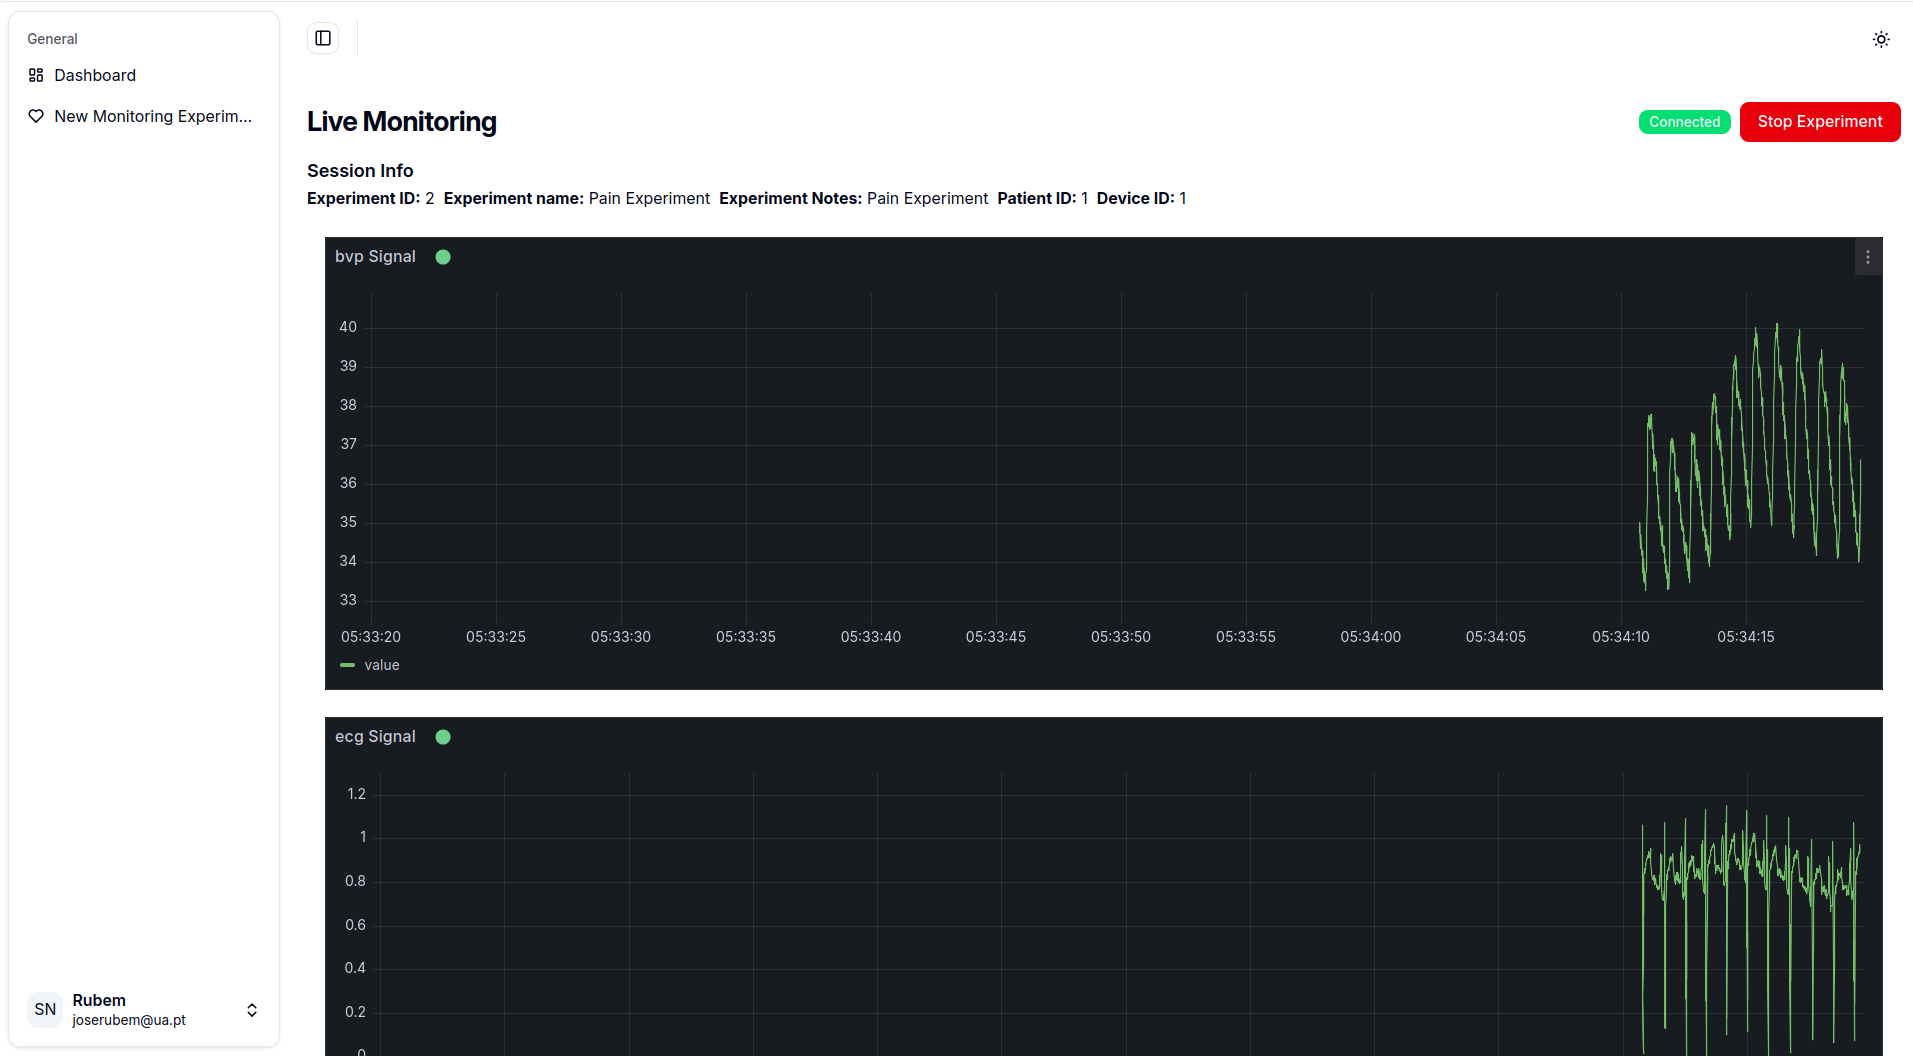 General
Dashboard
New Monitoring Experim...
Live Monitoring
Connected
Stop Experiment
Session Info
Experiment ID: 2 Experiment name: Pain Experiment Experiment Notes: Pain Experiment Patient ID: 1 Device ID: 1
bvp Signal
40
39
38
37
36
35
34
33
05:33:20 05:33:25 05:33:30 05:33:35 05:33:40 05:33:45 05:33:50 05:33:55 05:34:00 05:34:05 05:34:10 05:34:15
value
ecg Signal
1.2
1
0.8
0.6
0.4
0.2
0
SN
Rubem
joserubem@ua.pt